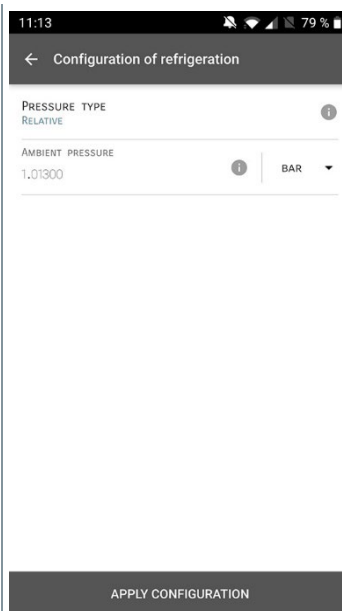 11:13
79 %
Configuration of refrigeration
PRESSURE TYPE
RELATIVE
AMBIENT PRESSURE
1.01300
BAR
APPLY CONFIGURATION